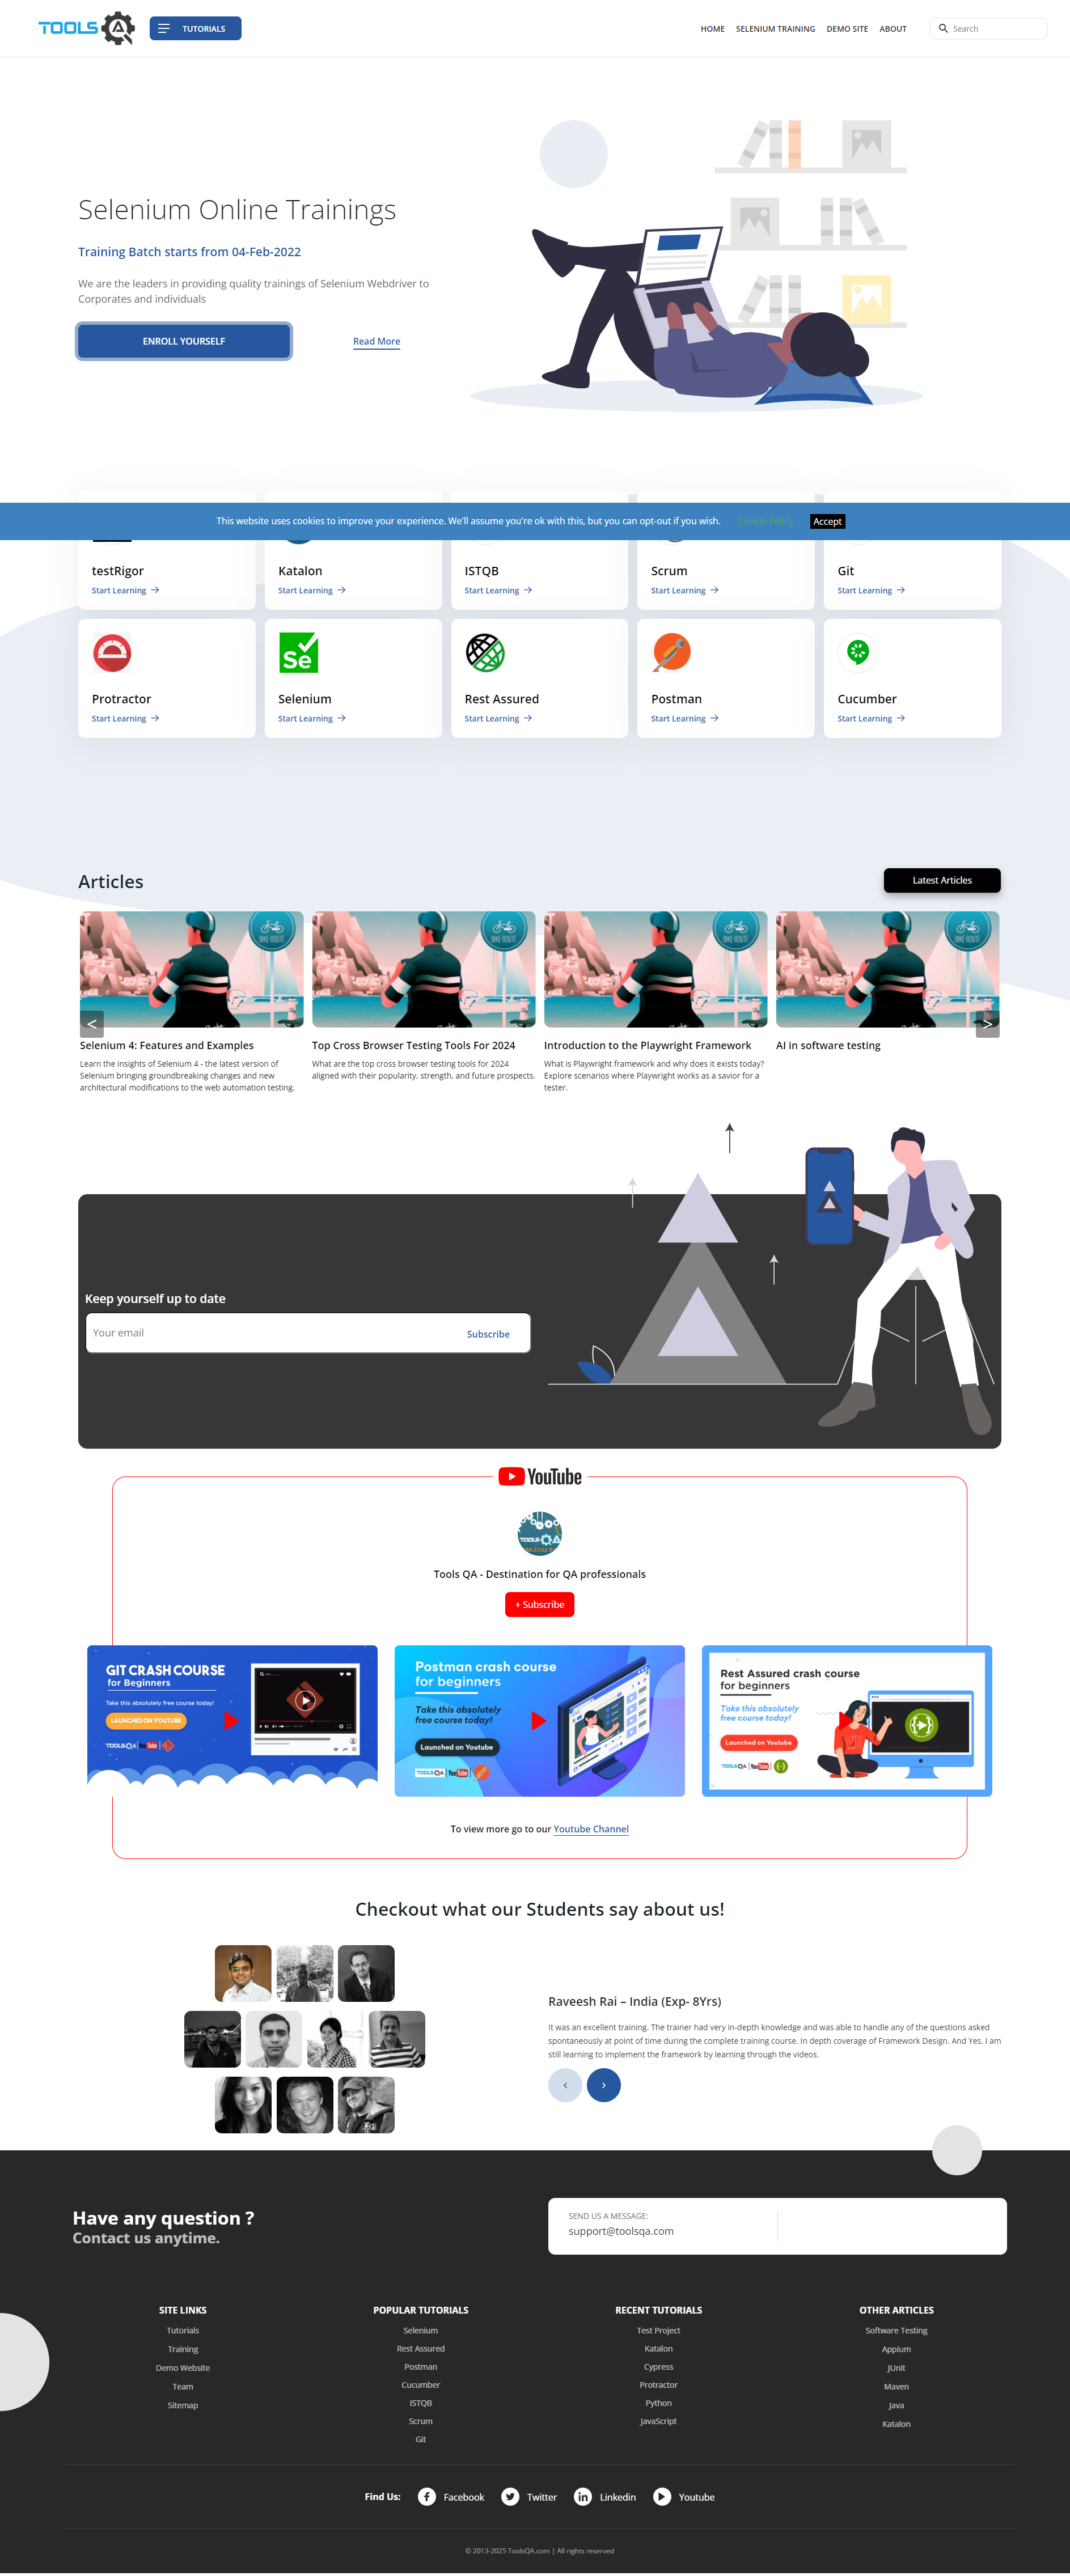 TOOLS
TUTORIALS
HOME
SELENIUM TRAINING
DEMO SITE
ABOUT
Search
Selenium Online Trainings
Training Batch starts from 04-Feb-2022
We are the leaders in providing quality trainings of Selenium Webdriver to
Corporates and individuals
ENROLL YOURSELF
Read More
This website uses cookies to improve your experience. We'll assume you're ok with this, but you can opt-out if you wish.
Cookie Policy
Accept
testRigor
Start Learning
Katalon
Start Learning
ISTQB
Start Learning
Scrum
Start Learning
Git
Start Learning
Protractor
Start Learning
Se
Selenium
Start Learning
Rest Assured
Start Learning
Postman
Start Learning
Cucumber
Start Learning
Articles
Latest Articles
BIKE ROUTE
BIKE ROUTE
BIKE ROUTE
BIKE ROUTE
<
>
Selenium 4: Features and Examples
Learn the insights of Selenium 4 - the latest version of
Selenium bringing groundbreaking changes and new
architectural modifications to the web automation testing.
Top Cross Browser Testing Tools For 2024
What are the top cross browser testing tools for 2024
aligned with their popularity, strength, and future prospects.
Introduction to the Playwright Framework
What is Playwright framework and why does it exists today?
Explore scenarios where Playwright works as a savior for a
tester.
AI in software testing
Keep yourself up to date
Your email
Subscribe
YouTube
TOOLS QA
Tools QA - Destination for QA professionals
+ Subscribe
GIT CRASH COURSE
for Beginners
Take this absolutely free course today!
LAUNCHED ON YOUTUBE
TOOLSQA | YouTube |
Postman crash course
for beginners
Take this absolutely
free course today!
Launched on Youtube
TOOLSQA | YouTube |
Rest Assured crash course
for beginners
Take this absolutely
free course today!
Launched on Youtube
TOOLSQA | YouTube |
To view more go to our Youtube Channel
Checkout what our Students say about us!
Raveesh Rai – India (Exp- 8Yrs)
It was an excellent training. The trainer had very in-depth knowledge and was able to handle any of the questions asked
spontaneously at point of time during the complete training course. In depth coverage of Framework Design. And Yes, I am
still learning to implement the framework by learning through the videos.
Have any question ?
Contact us anytime.
SEND US A MESSAGE:
support@toolsqa.com
SITE LINKS
Tutorials
Training
Demo Website
Team
Sitemap
POPULAR TUTORIALS
Selenium
Rest Assured
Postman
Cucumber
ISTQB
Scrum
Git
RECENT TUTORIALS
Test Project
Katalon
Cypress
Protractor
Python
JavaScript
OTHER ARTICLES
Software Testing
Appium
JUnit
Maven
Java
Katalon
Find Us:
Facebook
Twitter
Linkedin
Youtube
© 2013-2025 ToolsQA.com | All rights reserved